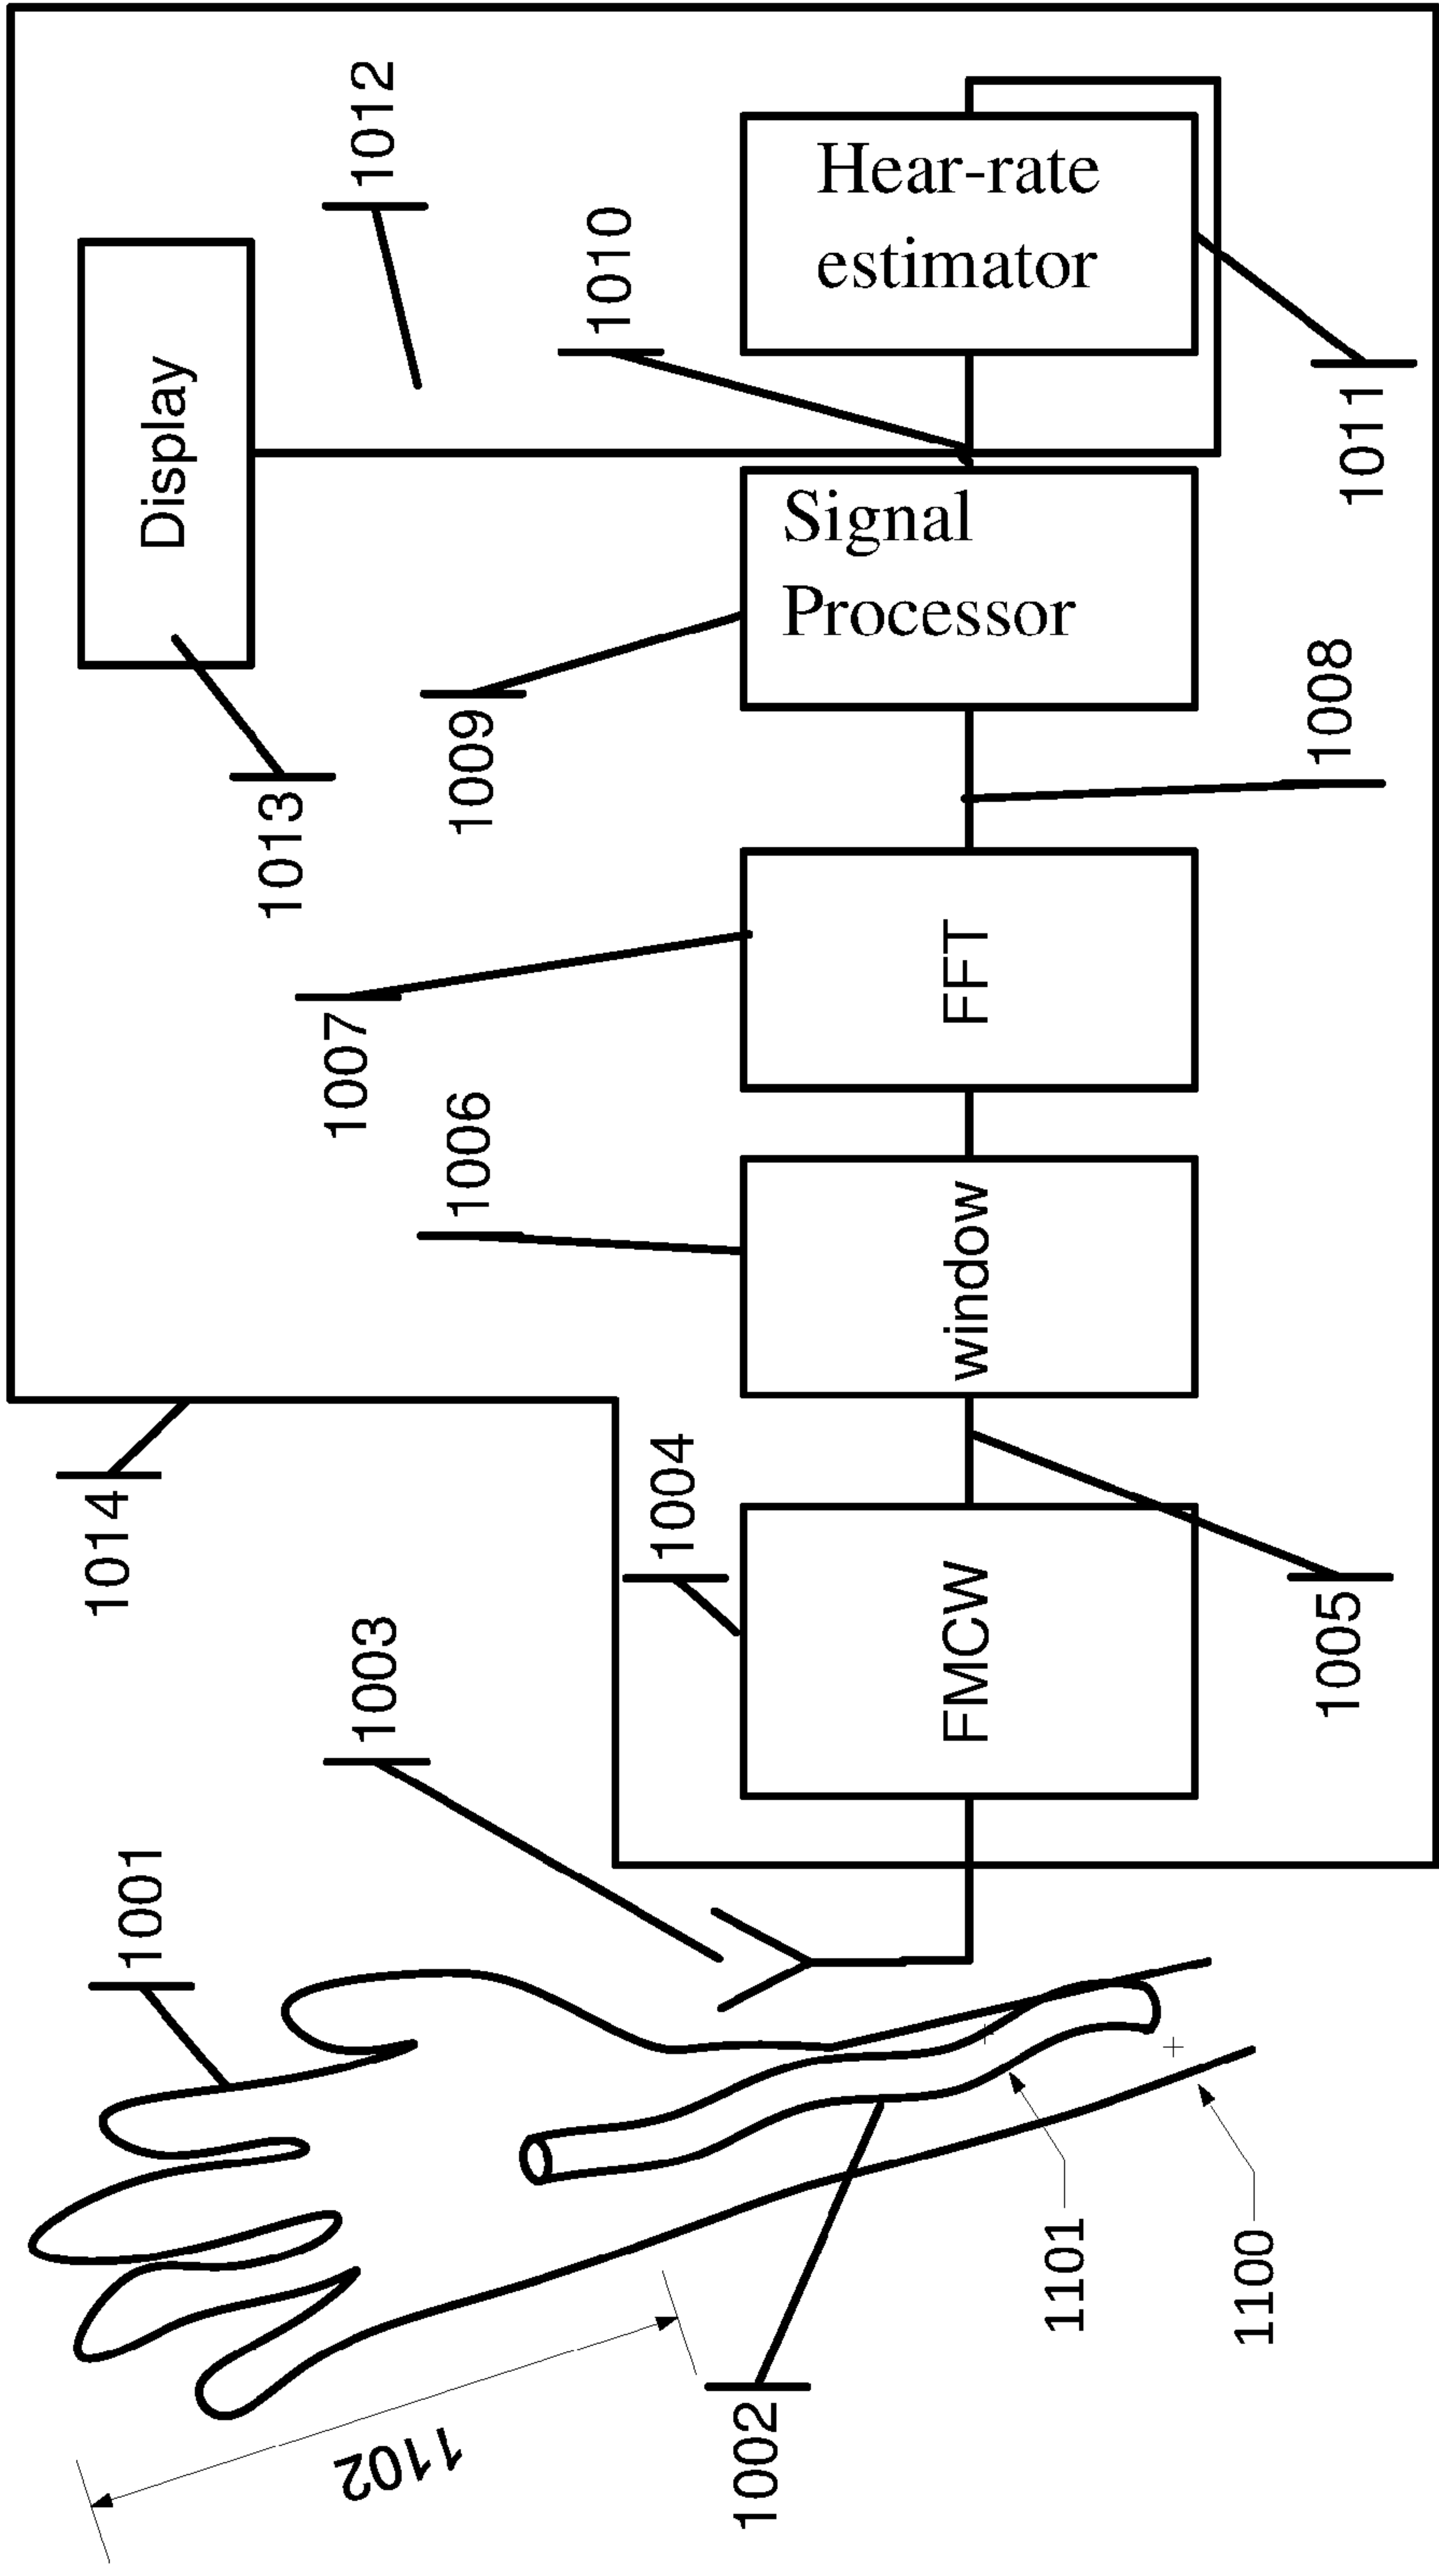 1012
Display
1010
Hear-rate
estimator
1011
1013
1009
Signal
Processor
1008
1007
FFT
1006
window
1014
1004
FMCW
1005
1003
1001
1102
1002
1101
1100